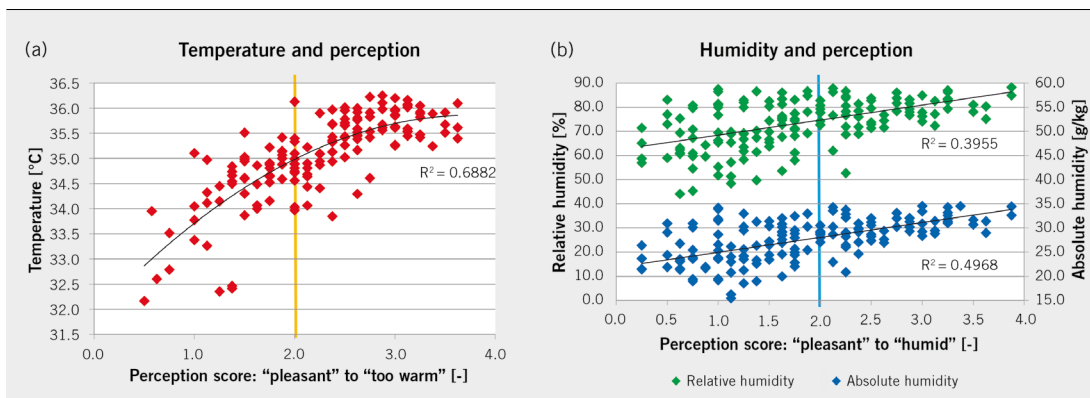 (a)
Temperature and perception
Temperature [°C]
36.5
36.0
35.5
35.0
34.5
34.0
33.5
33.0
32.5
32.0
31.5
R² = 0.6882
0.0 1.0 2.0 3.0 4.0
Perception score: “pleasant” to “too warm” [-]
(b)
Humidity and perception
Relative humidity [%]
90.0
80.0
70.0
60.0
50.0
40.0
30.0
20.0
10.0
0.0
R² = 0.3955
R² = 0.4968
60.0
55.0
50.0
45.0
40.0
35.0
30.0
25.0
20.0
15.0
Absolute humidity [g/kg]
0.0 0.5 1.0 1.5 2.0 2.5 3.0 3.5 4.0
Perception score: “pleasant” to “humid” [-]
Relative humidity Absolute humidity